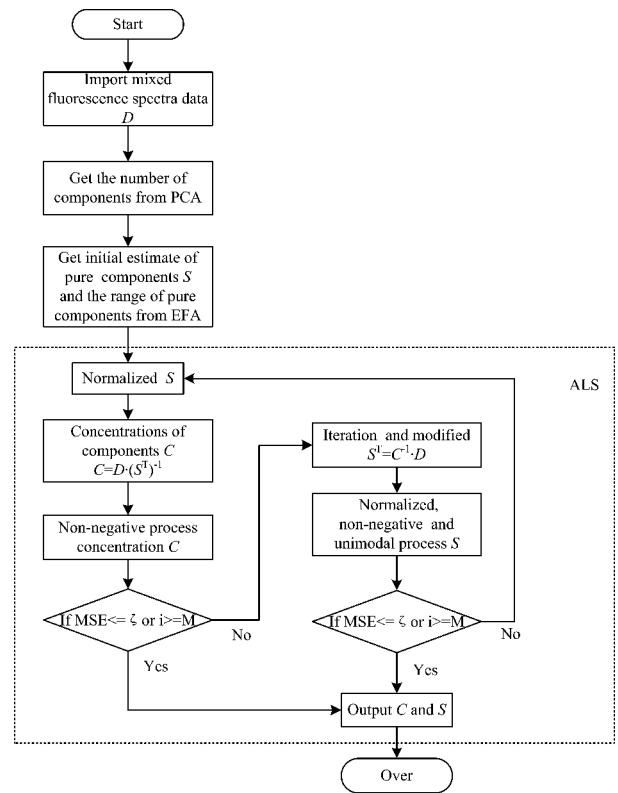 Start
Import mixed
fluorescence spectra data
D
Get the number of
components from PCA
Get initial estimate of
pure components S
and the range of pure
components from EFA
ALS
Normalized S
Concentrations of
components C
C=D·(Sᵀ)⁻¹
Non-negative process
concentration C
If MSE<= ζ or i>=M
No
Yes
Iteration and modified
Sᵀ=C⁻¹·D
Normalized,
non-negative and
unimodal process S
If MSE<= ζ or i>=M
No
Yes
Output C and S
Over